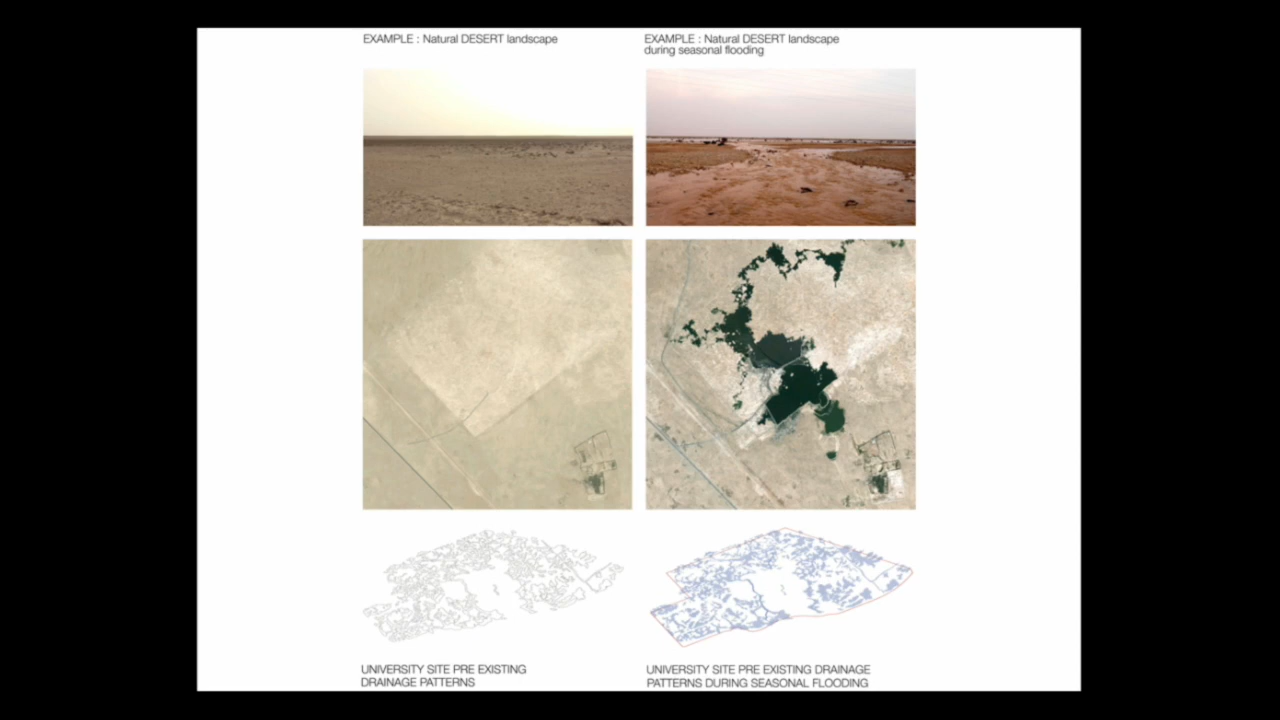 EXAMPLE : Natural DESERT landscape
EXAMPLE : Natural DESERT landscape
during seasonal flooding
UNIVERSITY SITE PRE EXISTING
DRAINAGE PATTERNS
UNIVERSITY SITE PRE EXISTING DRAINAGE
PATTERNS DURING SEASONAL FLOODING